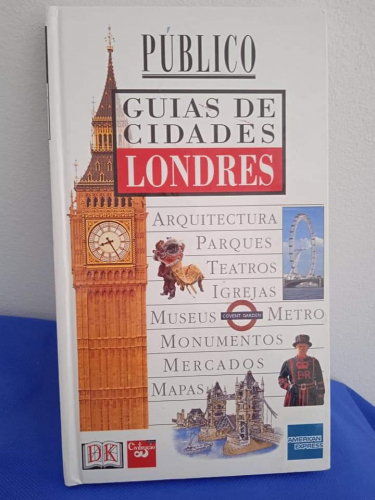 PÚBLICO
GUIAS DE
CIDADES
LONDRES
ARQUITECTURA
PARQUES
TEATROS
IGREJAS
MUSEUS COVENT GARDEN METRO
MONUMENTOS
MERCADOS
MAPAS
DK
AMERICAN
EXPRESS